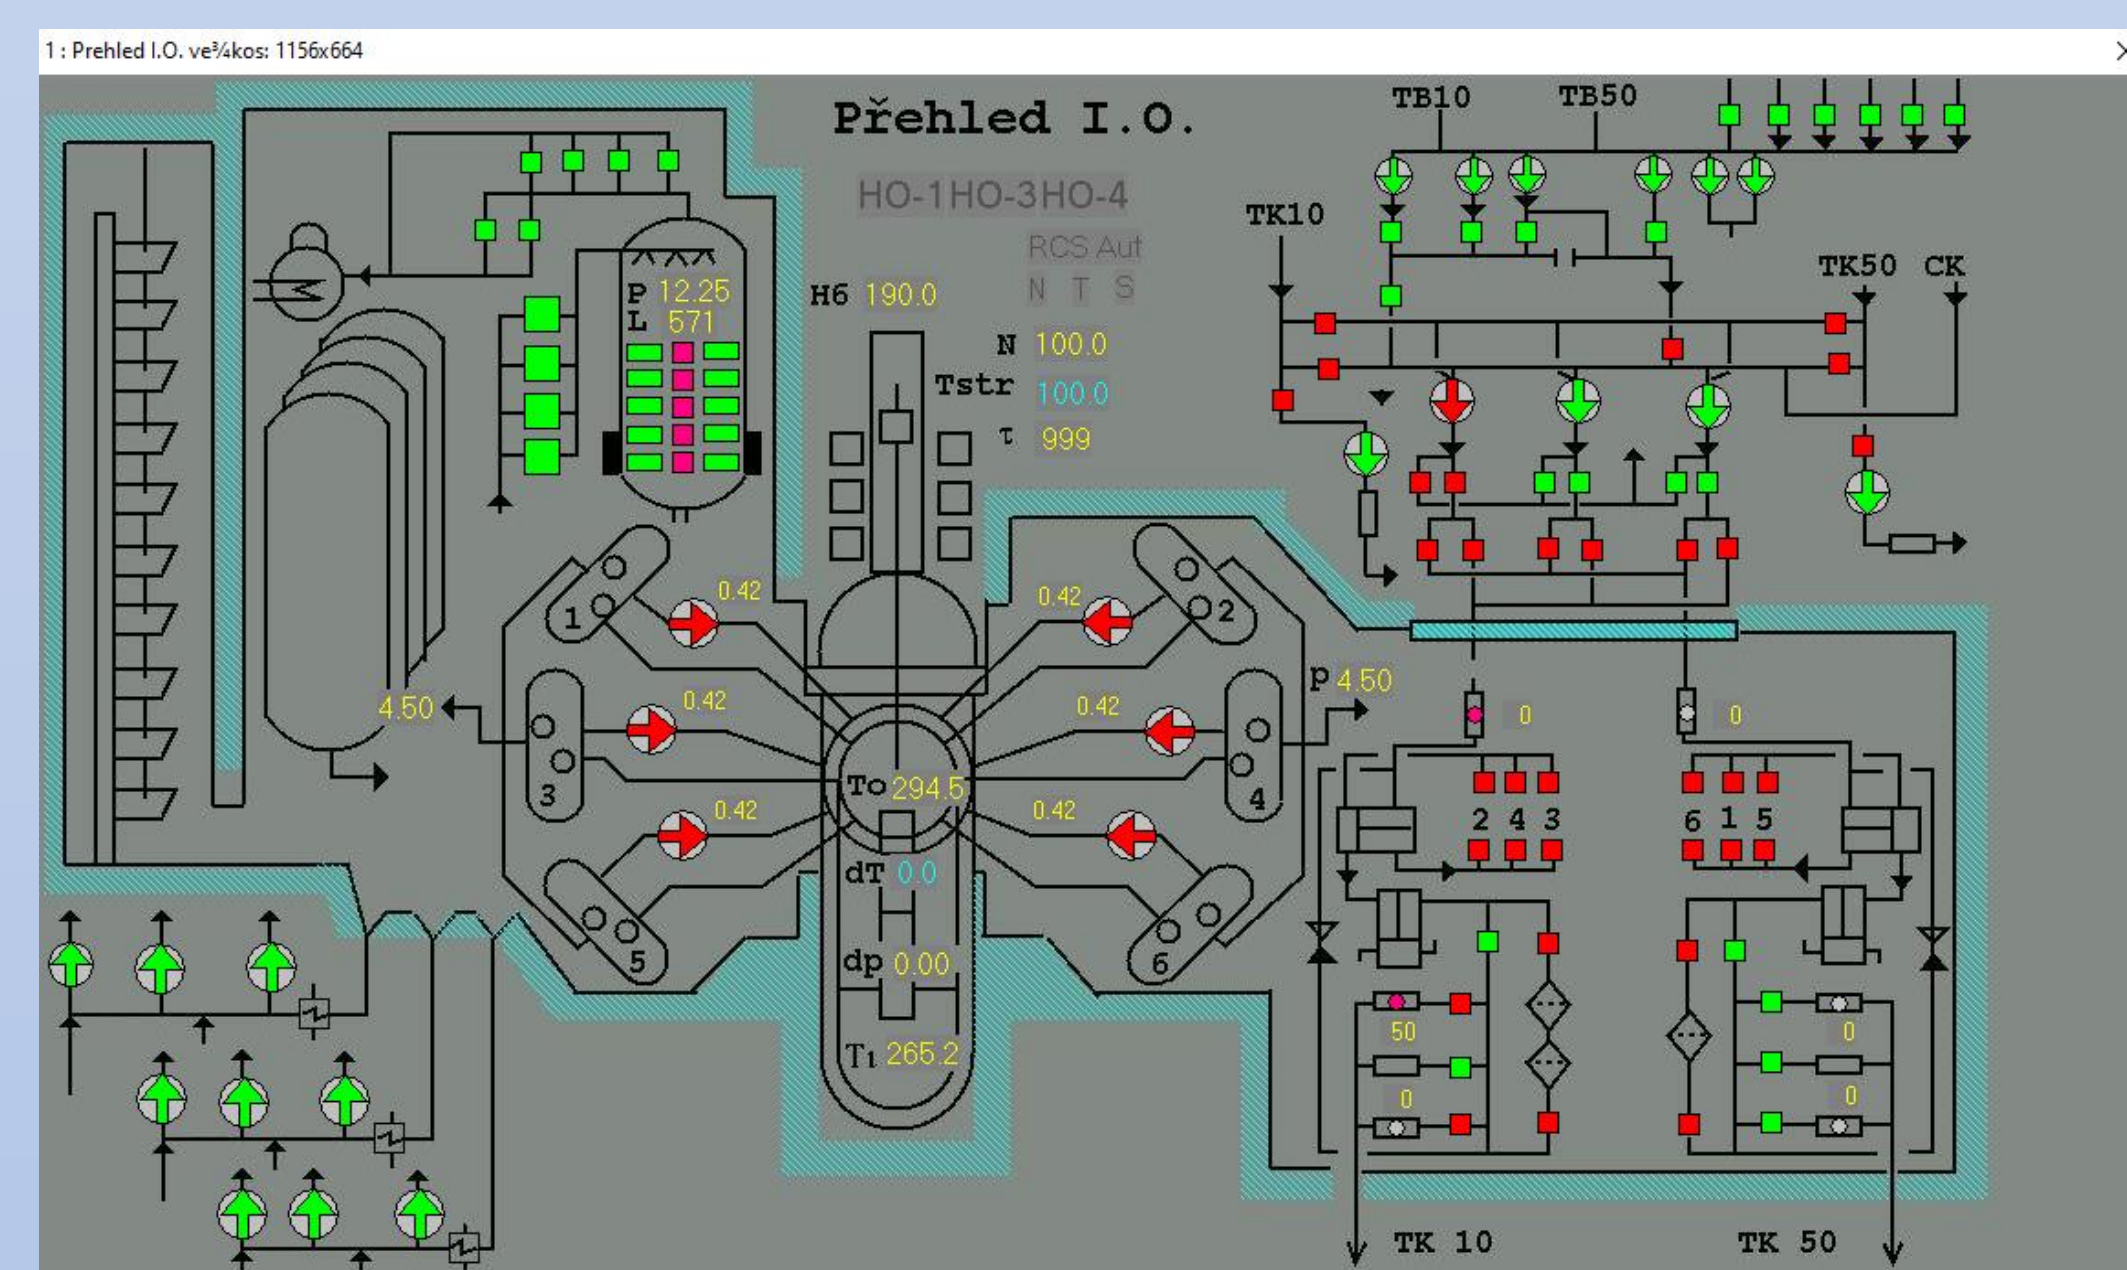 1 : Prehled I.O. ve¾kos: 1156x664
Přehled I.O.
TB10 TB50
HO-1 HO-3 HO-4
TK10
RCS Aut
TK50 CK
N T S
P 12.25
H6 190.0
L 571
N 100.0
Tstr 100.0
τ 999
0.42 0.42
1 2
p 4.50
4.50
0.42 0.42
0 0
To 294.5
3 4
0.42 0.42
2 4 3 6 1 5
dT 0.0
5 6
dp 0.00
50 0
T1 265.2
0 0
TK 10 TK 50